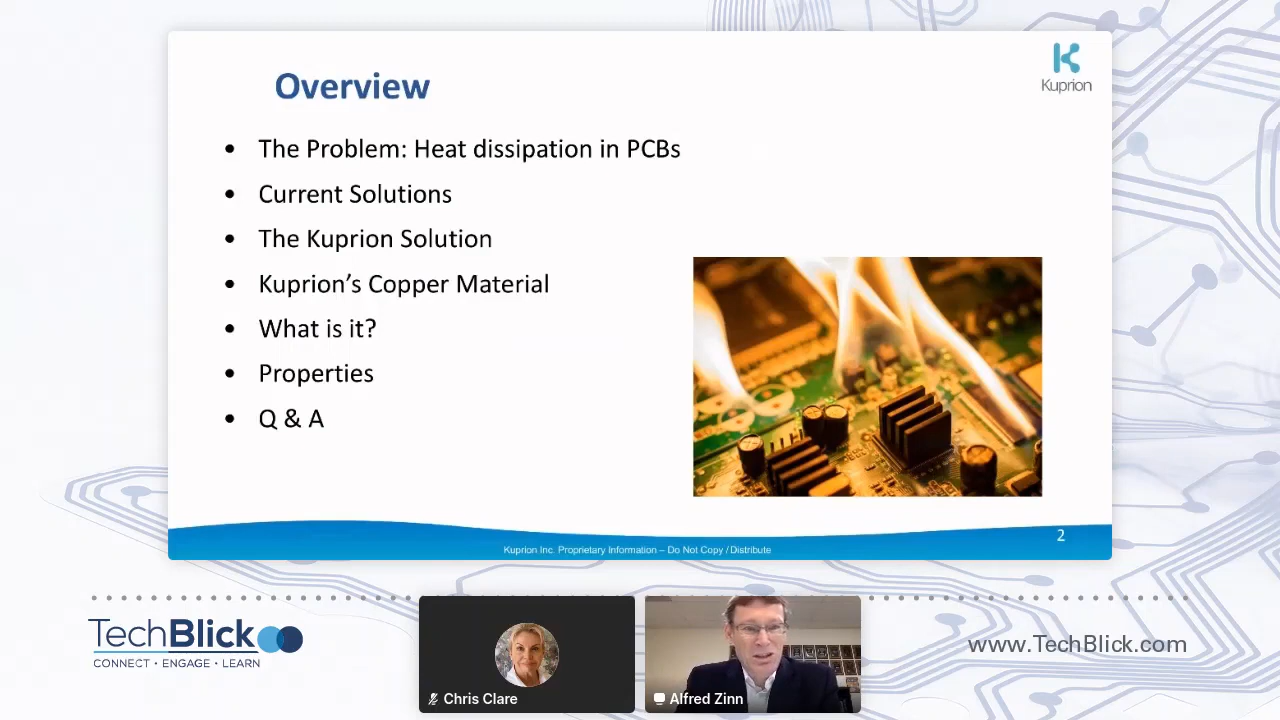 Overview
Kuprion
• The Problem: Heat dissipation in PCBs
• Current Solutions
• The Kuprion Solution
• Kuprion’s Copper Material
• What is it?
• Properties
• Q & A
2
Kuprion Inc. Proprietary Information – Do Not Copy / Distribute
TechBlick
CONNECT • ENGAGE • LEARN
Chris Clare
Alfred Zinn
www.TechBlick.com